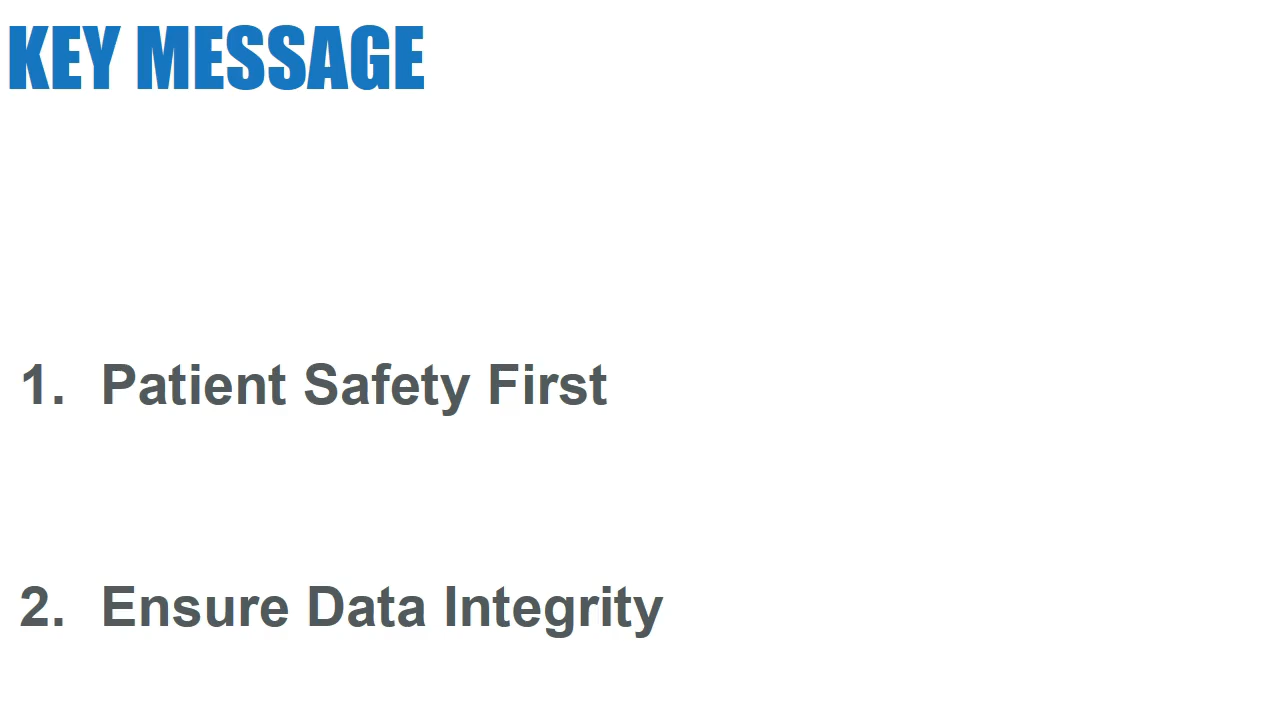 KEY MESSAGE
1. Patient Safety First
2. Ensure Data Integrity